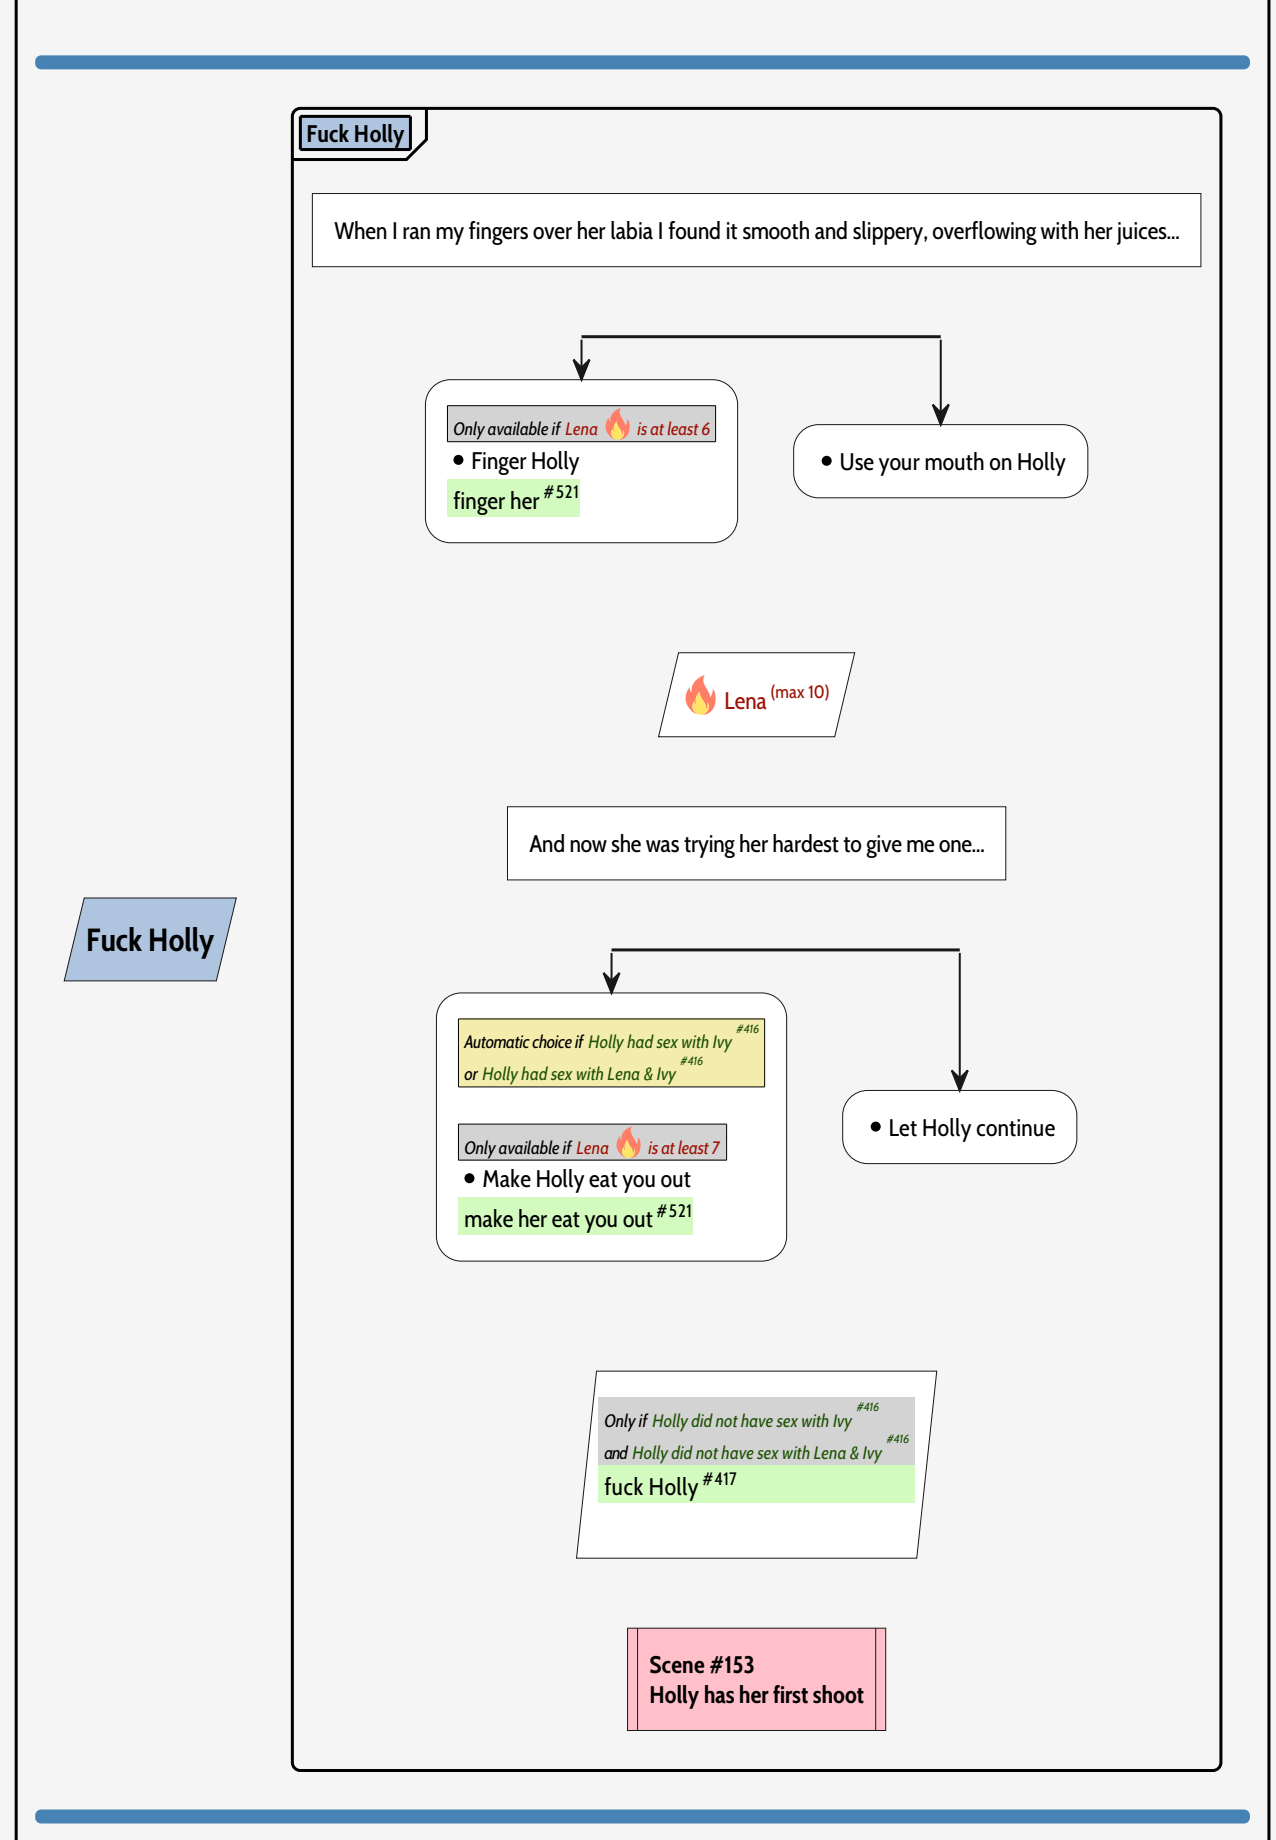 Fuck Holly
When I ran my fingers over her labia I found it smooth and slippery, overflowing with her juices...
Only available if Lena is at least 6
• Finger Holly
finger her #521
• Use your mouth on Holly
Lena (max 10)
And now she was trying her hardest to give me one...
Fuck Holly
Automatic choice if Holly had sex with Ivy #416
or Holly had sex with Lena & Ivy #416
Only available if Lena is at least 7
• Make Holly eat you out
make her eat you out #521
• Let Holly continue
Only if Holly did not have sex with Ivy #416
and Holly did not have sex with Lena & Ivy #416
fuck Holly #417
Scene #153
Holly has her first shoot